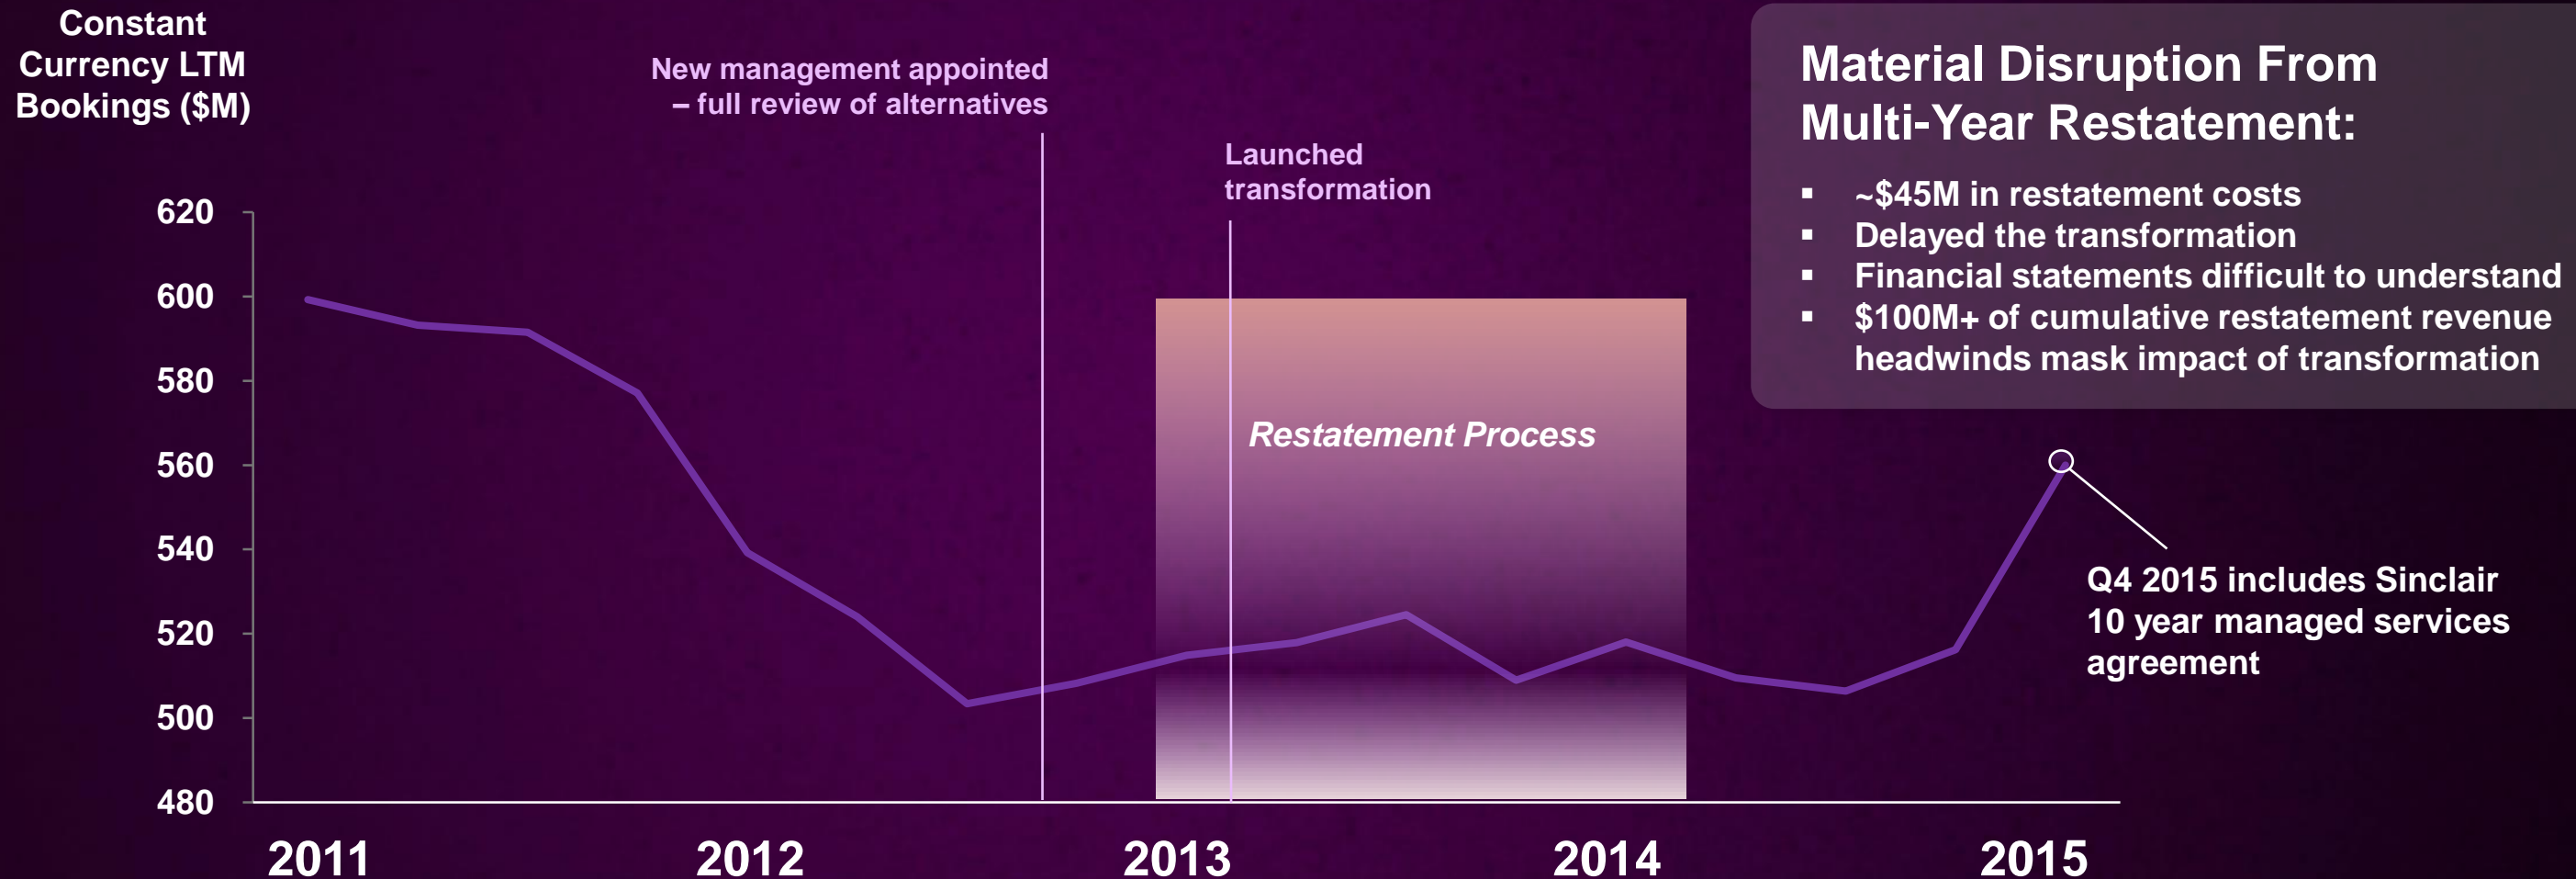 Constant
Currency LTM
Bookings ($M)
New management appointed
– full review of alternatives
Launched
transformation
Material Disruption From
Multi-Year Restatement:
▪ ~$45M in restatement costs
▪ Delayed the transformation
▪ Financial statements difficult to understand
▪ $100M+ of cumulative restatement revenue
headwinds mask impact of transformation
620
600
580
560
540
520
500
480
Restatement Process
Q4 2015 includes Sinclair
10 year managed services
agreement
2011
2012
2013
2014
2015